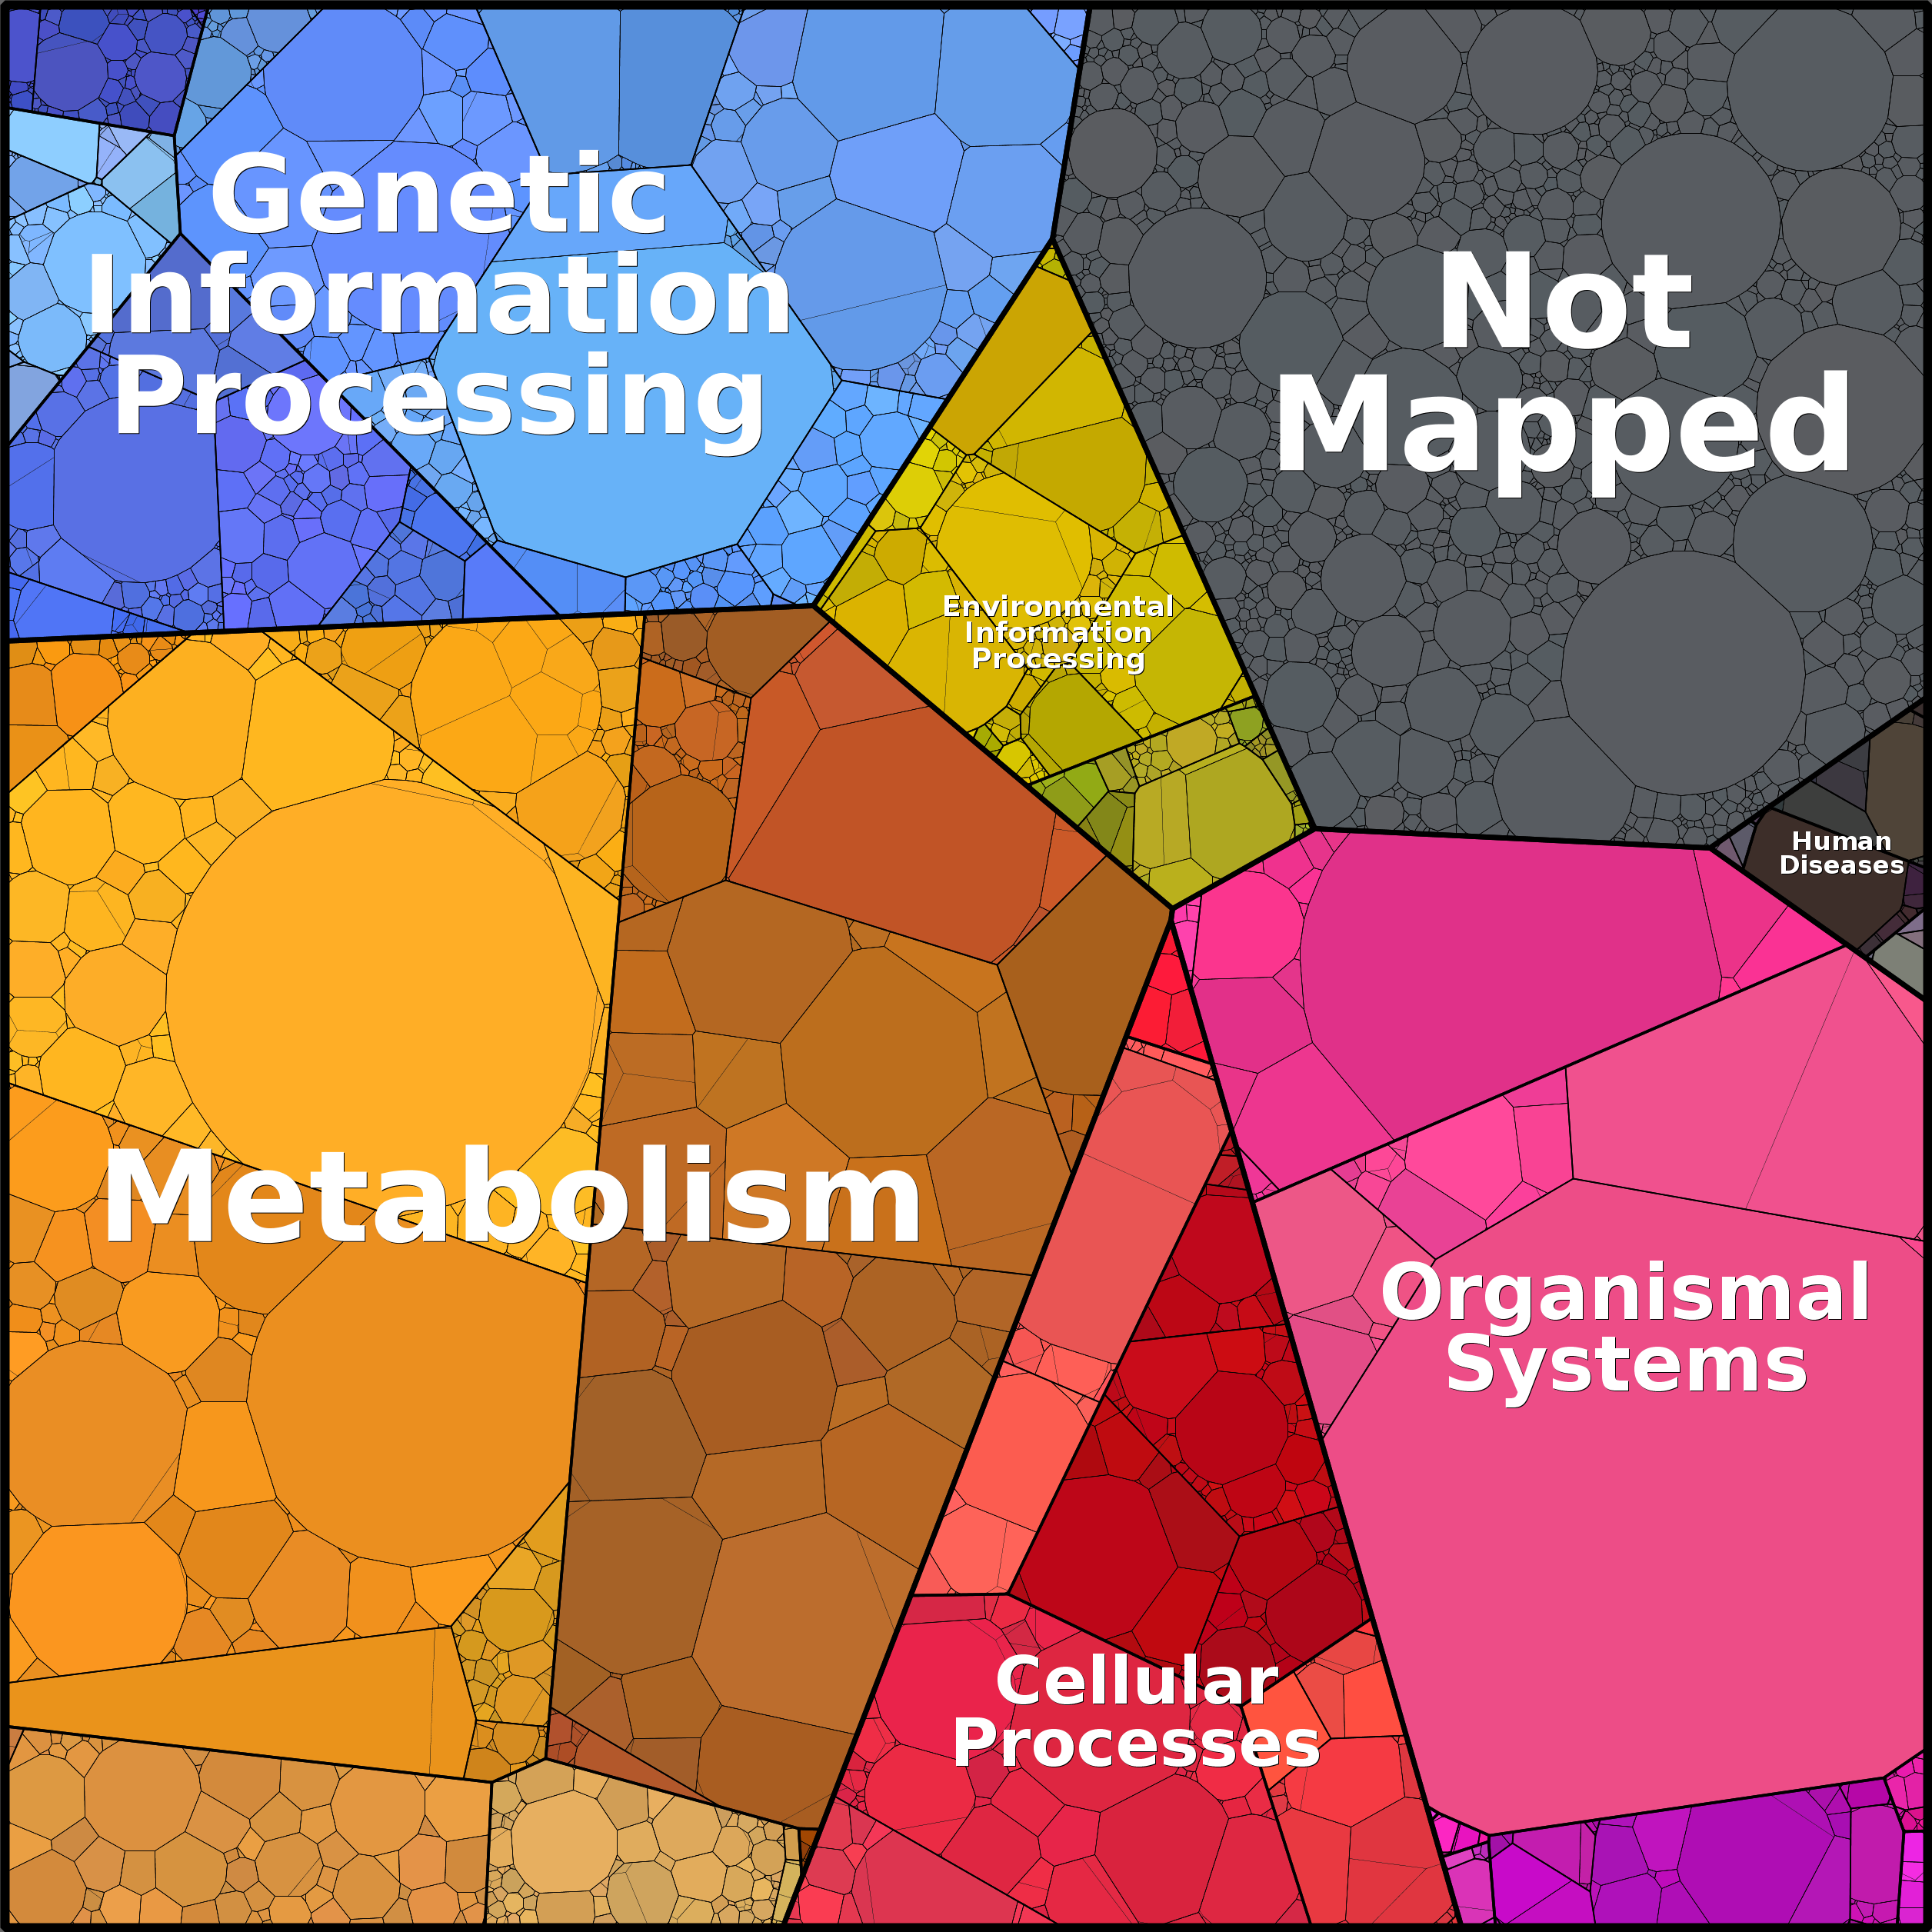 Genetic
Information
Processing
Not
Mapped
Environmental
Information
Processing
Human
Diseases
Metabolism
Organismal
Systems
Cellular
Processes